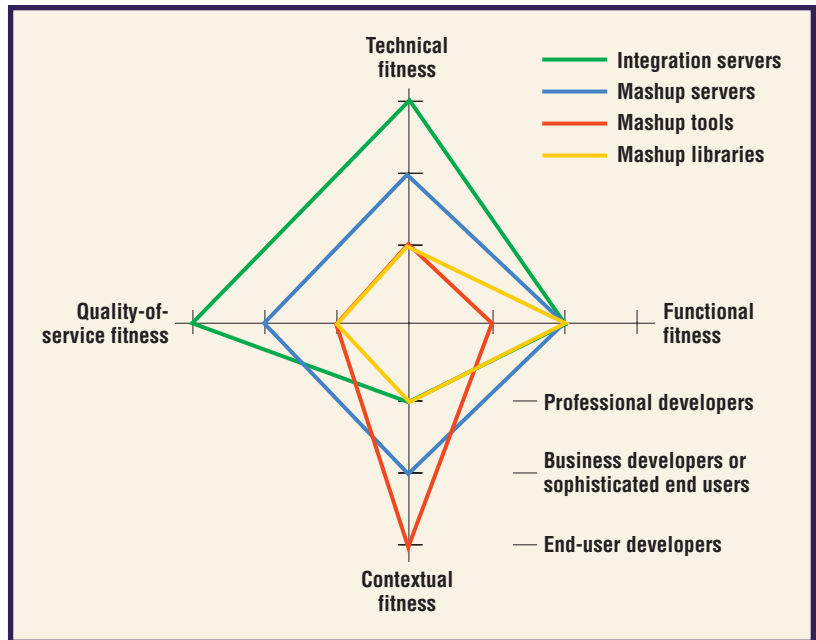 Technical
fitness
Integration servers
Mashup servers
Mashup tools
Mashup libraries
Quality-of-
service fitness
Functional
fitness
Professional developers
Business developers or
sophisticated end users
End-user developers
Contextual
fitness